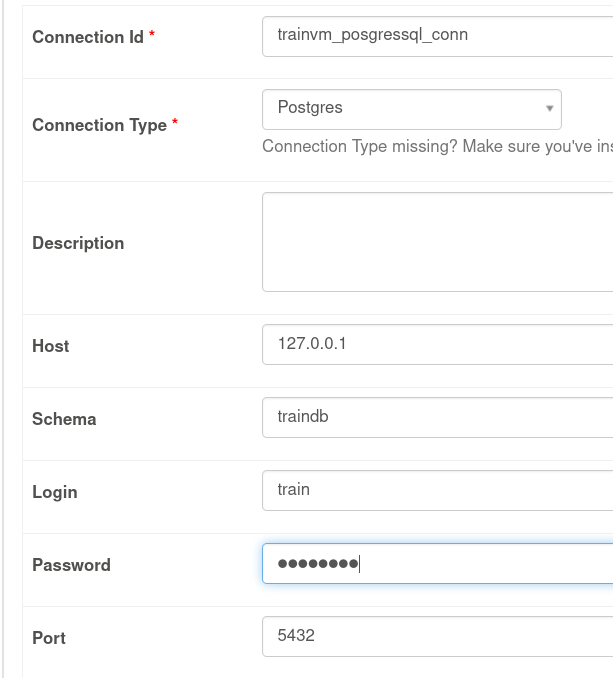 Connection Id *
trainvm_posgressql_conn
Connection Type *
Postgres
Connection Type missing? Make sure you've ins
Description
Host
127.0.0.1
Schema
traindb
Login
train
Password
●●●●●●●●
Port
5432